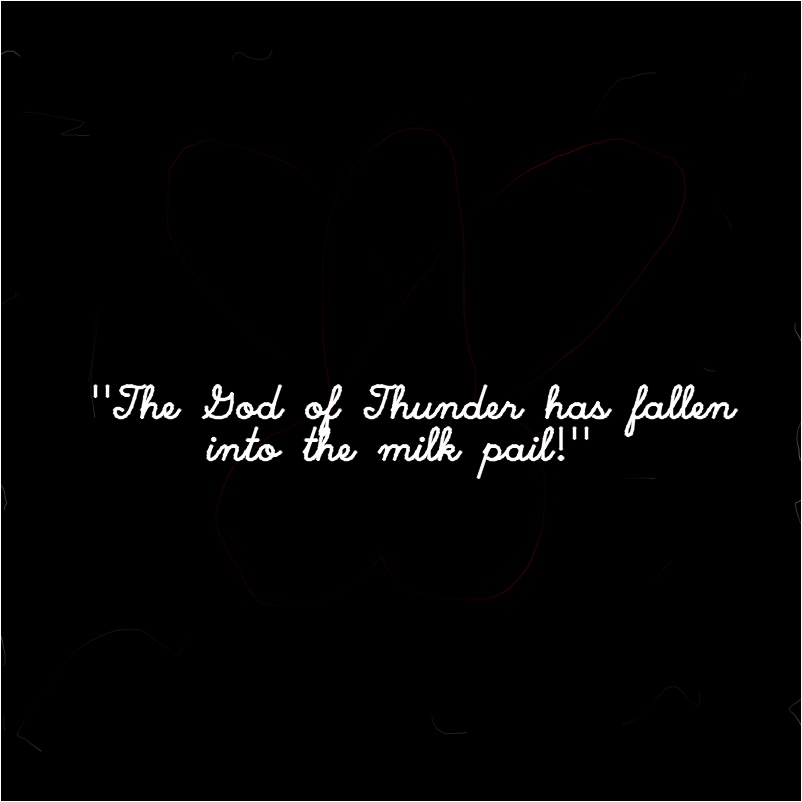 "The God of Thunder has fallen
into the milk pail!"